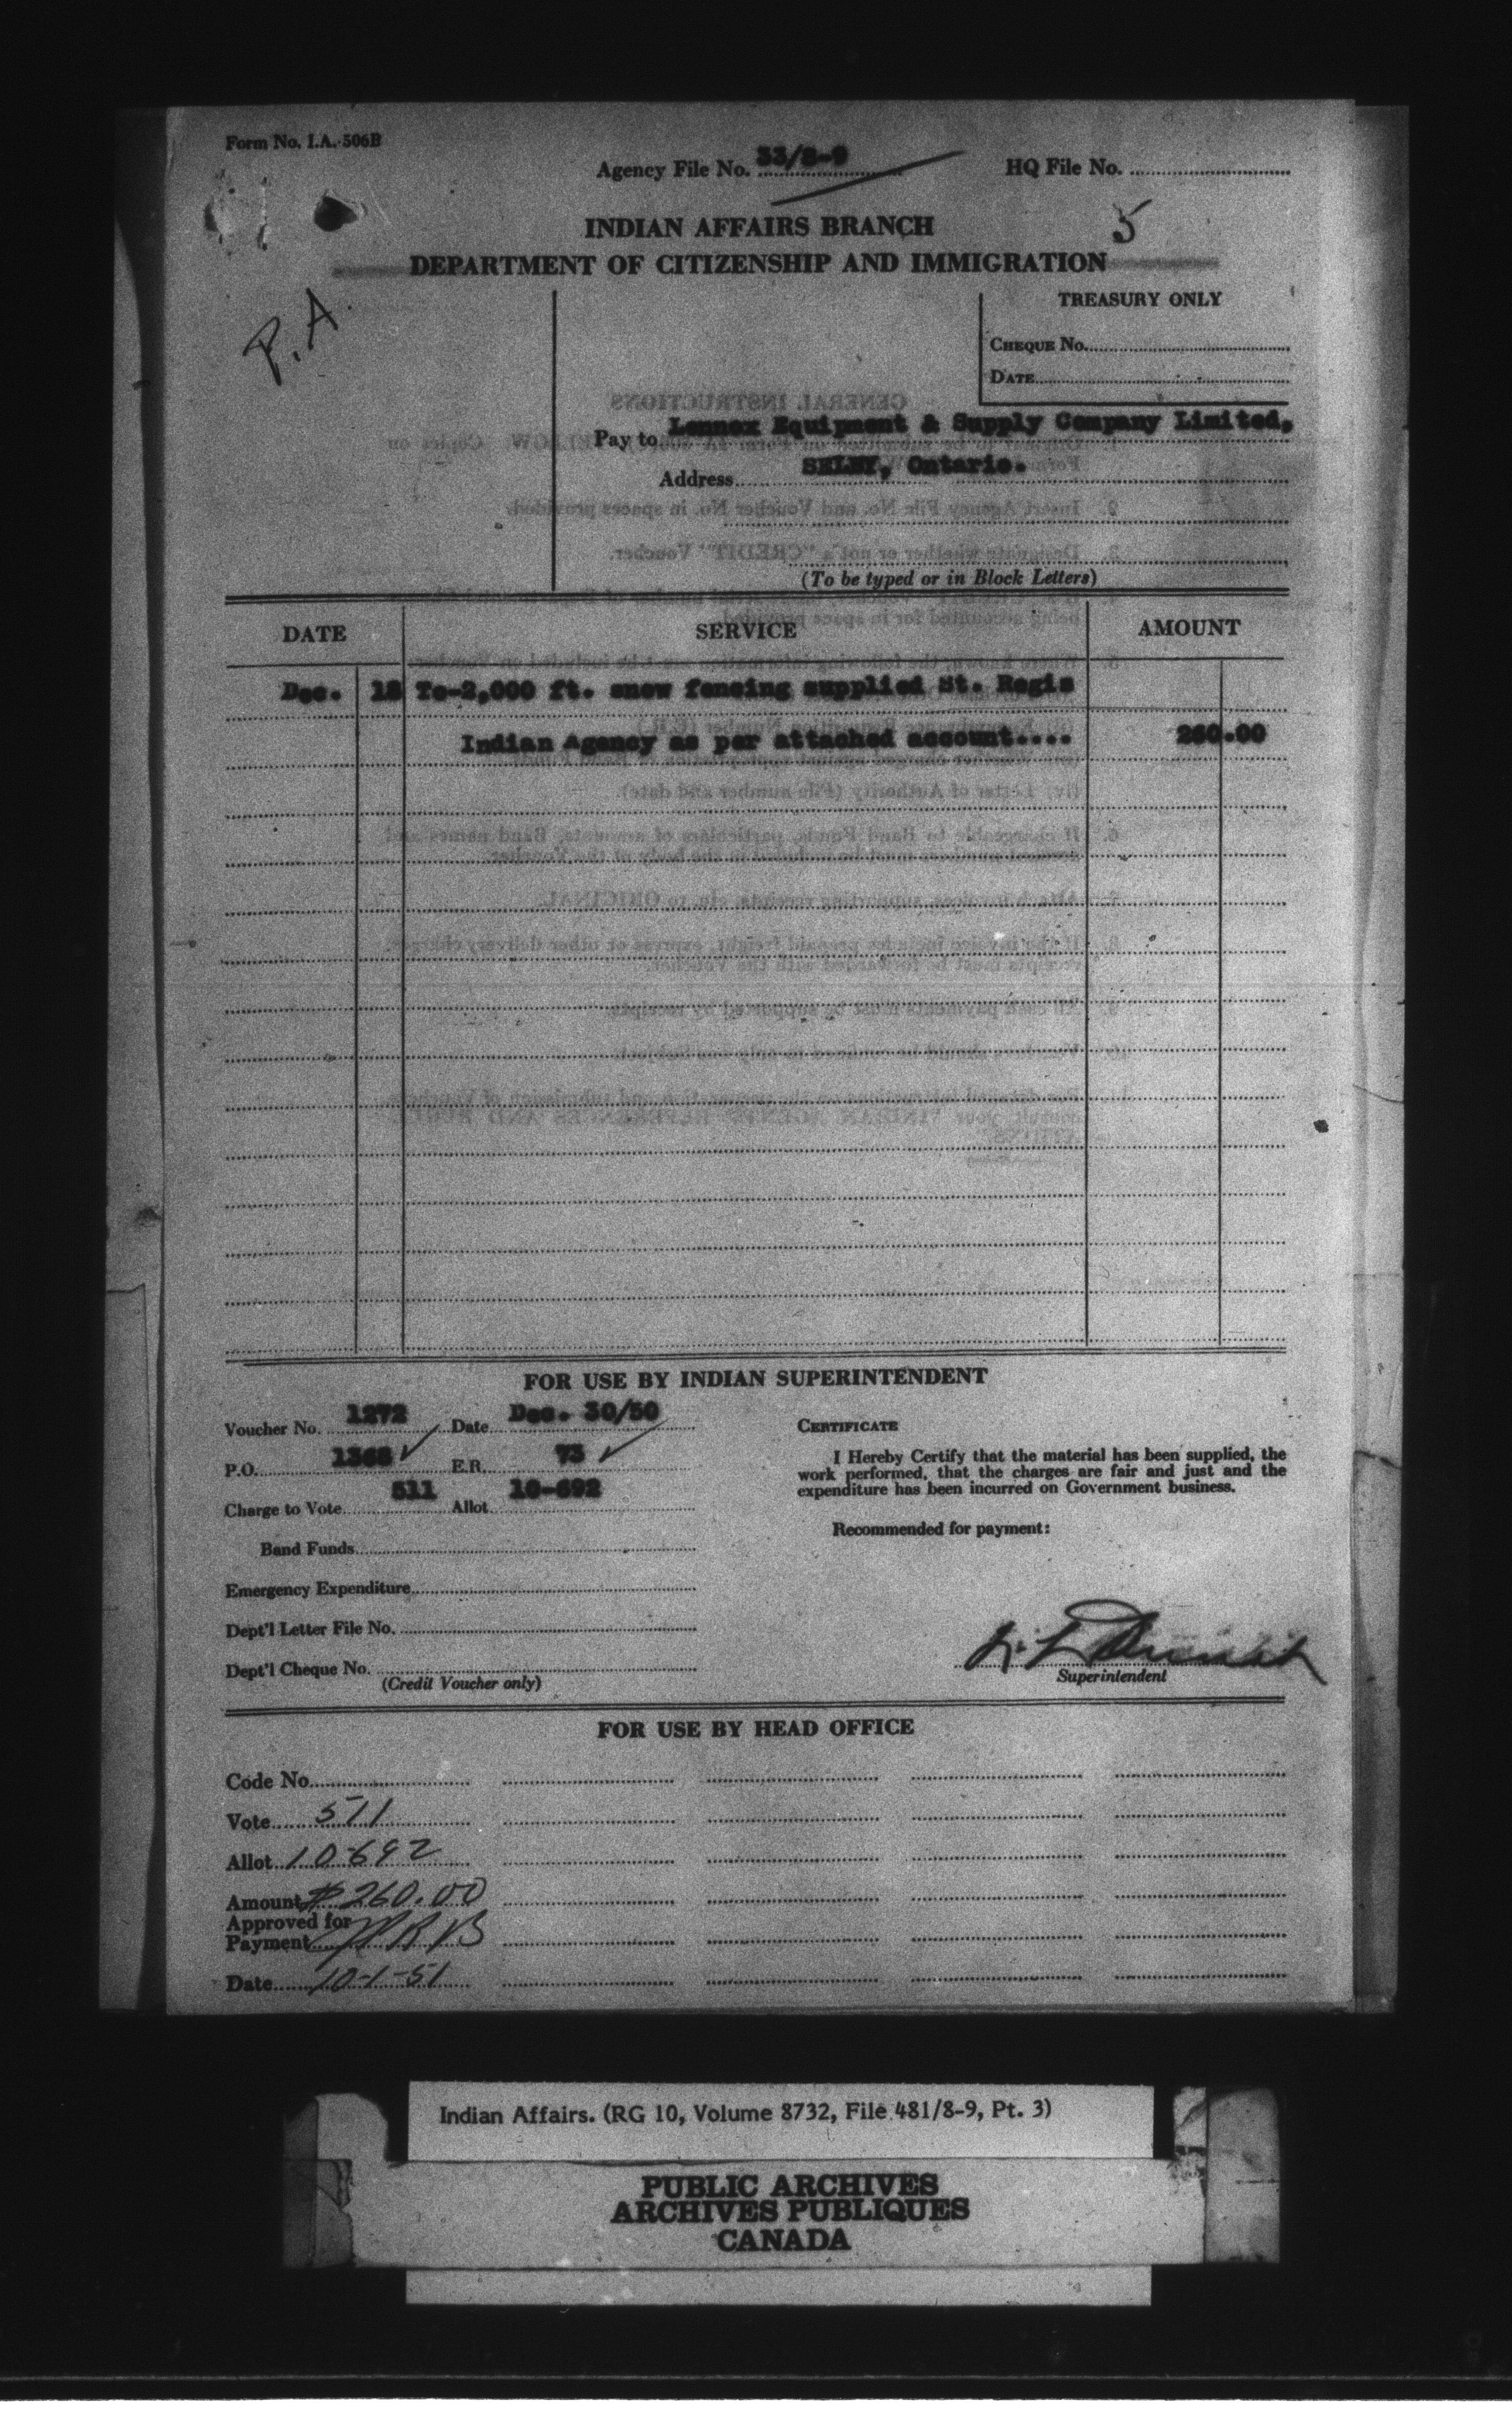 Form No. I.A. 506B
Agency File No. 33/8-9 HQ File No.
5
INDIAN AFFAIRS BRANCH
DEPARTMENT OF CITIZENSHIP AND IMMIGRATION
P.A.
TREASURY ONLY
CHEQUE No.
DATE
Pay to Lennox Equipment & Supply Company Limited,
Address SELBY, Ontario.
(To be typed or in Block Letters)
DATE SERVICE AMOUNT
Dec. 18 To-2,000 ft. snow fencing supplied St. Regis
Indian Agency as per attached account.... 260.00
FOR USE BY INDIAN SUPERINTENDENT
Voucher No. 1272 Date Dec. 30/50
P.O. 1368 ✓ E.R. 73 ✓
Charge to Vote 511 Allot 10-692
Band Funds
Emergency Expenditure
Dept'l Letter File No.
Dept'l Cheque No.
(Credit Voucher only)
CERTIFICATE
I Hereby Certify that the material has been supplied, the
work performed, that the charges are fair and just and the
expenditure has been incurred on Government business.
Recommended for payment:
Superintendent
FOR USE BY HEAD OFFICE
Code No.
Vote 511
Allot 10-692
Amount $260.00
Approved for
Payment
Date 10-1-51
Indian Affairs. (RG 10, Volume 8732, File 481/8-9, Pt. 3)
PUBLIC ARCHIVES
ARCHIVES PUBLIQUES
CANADA